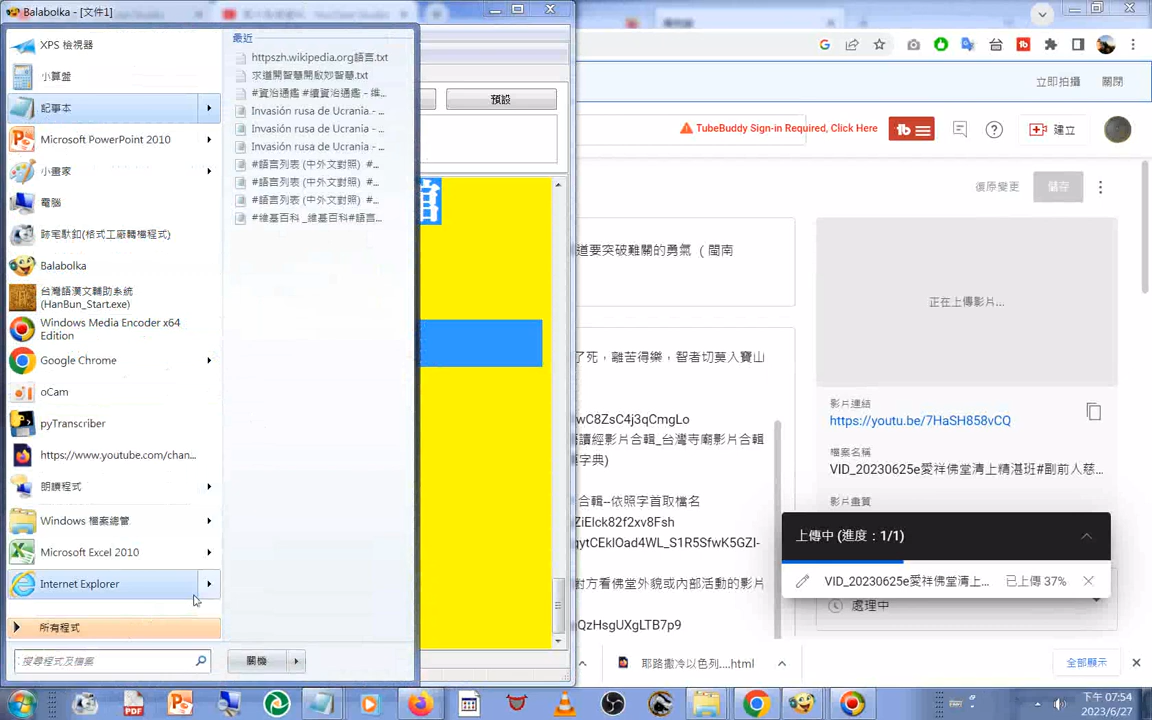 Balabolka - [文件1]
XPS 檢視器
小算盤
記事本
Microsoft PowerPoint 2010
小畫家
電腦
跡宅馱釦(格式工廠轉檔程式)
Balabolka
台灣語漢文輔助系統
(HanBun_Start.exe)
Windows Media Encoder x64
Edition
Google Chrome
oCam
pyTranscriber
https://www.youtube.com/chan...
朗讀程式
Windows 檔案總管
Microsoft Excel 2010
Internet Explorer
所有程式
搜尋程式及檔案
關機
最近
httpszh.wikipedia.org語言.txt
求道開智慧開啟妙智慧.txt
#資治通鑑 #續資治通鑑 - 維...
Invasión rusa de Ucrania - ...
Invasión rusa de Ucrania - ...
Invasión rusa de Ucrania - ...
#語言列表 (中外文對照) #...
#語言列表 (中外文對照) #...
#語言列表 (中外文對照) #...
#維基百科 _維基百科#語言...
預設
立即拍攝
關閉
TubeBuddy Sign-in Required, Click Here
建立
復原變更
儲存
道要突破難關的勇氣 （ 閩南
了死，離苦得樂，智者切莫入寶山
wC8ZsC4j3qCmgLo
語讀經影片合輯_台灣寺廟影片合輯
字典)
合輯--依照字首取檔名
ZiElck82f2xv8Fsh
qytCEklOad4WL_S1R5SfwK5GZI-
對方看佛堂外貌或內部活動的影片
gQzHsgUXgLTB7p9
正在上傳影片...
影片連結
https://youtu.be/7HaSH858vCQ
檔案名稱
VID_20230625e愛祥佛堂清上精湛班#副前人慈...
影片畫質
上傳中 (進度：1/1)
VID_20230625e愛祥佛堂清上...
已上傳 37%
處理中
耶路撒冷以色列....html
全部顯示
下午 07:54
2023/6/27